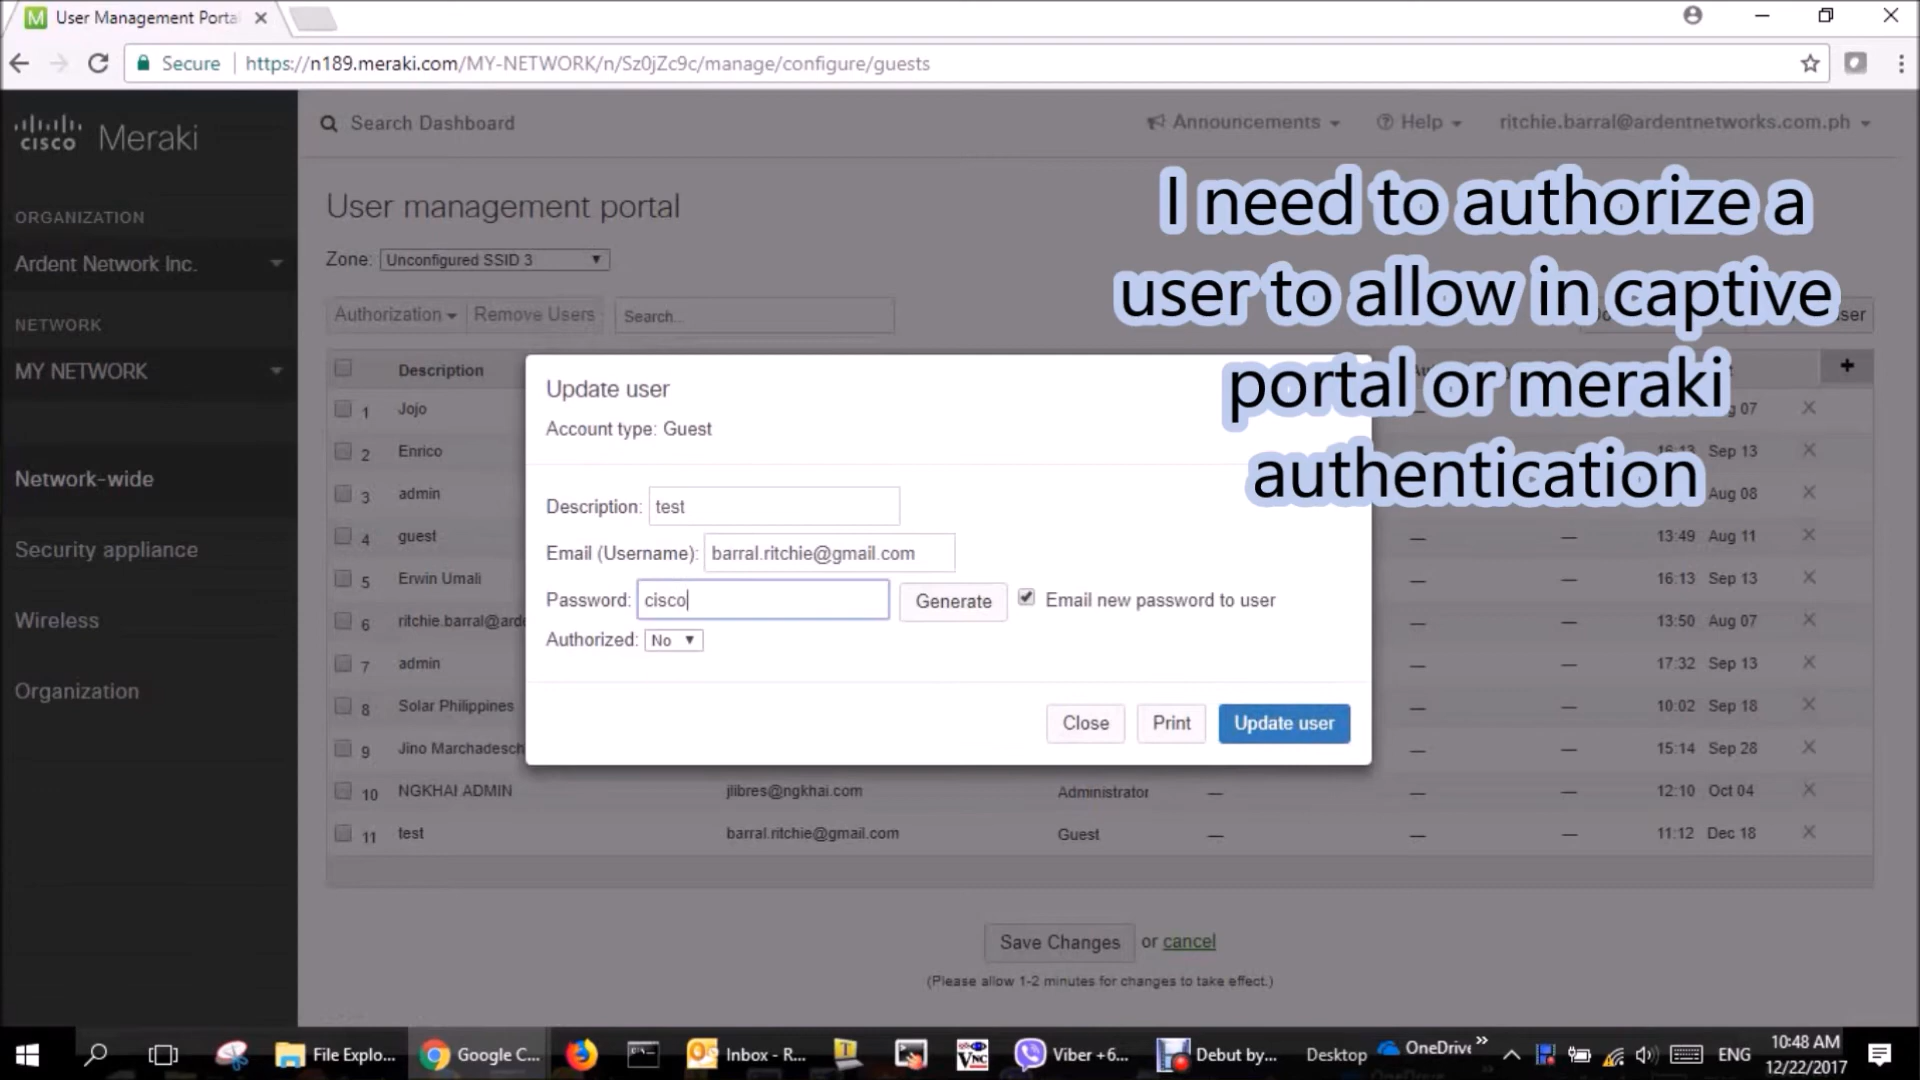 User Management Porta
Secure
https://n189.meraki.com/MY-NETWORK/n/Sz0jZc9c/manage/configure/guests
cisco Meraki
Search Dashboard
Announcements
Help
ritchie.barral@ardentnetworks.com.ph
I need to authorize a
user to allow in captive
portal or meraki
authentication
ORGANIZATION
Ardent Network Inc.
NETWORK
MY NETWORK
Network-wide
Security appliance
Wireless
Organization
User management portal
Zone: Unconfigured SSID 3
Authorization
Remove Users
Search...
Description
1 Jojo
2 Enrico 16:13 Sep 13
3 admin Aug 08
4 guest — — 13:49 Aug 11
5 Erwin Umali — — 16:13 Sep 13
6 ritchie.barral@arde — — 13:50 Aug 07
7 admin — — 17:32 Sep 13
8 Solar Philippines — — 10:02 Sep 18
9 Jino Marchadesch — — 15:14 Sep 28
10 NGKHAI ADMIN jlibres@ngkhai.com Administrator — — — 12:10 Oct 04
11 test barral.ritchie@gmail.com Guest — — — 11:12 Dec 18
Update user
Account type: Guest
Description: test
Email (Username): barral.ritchie@gmail.com
Password: cisco
Generate
Email new password to user
Authorized: No
Close
Print
Update user
Save Changes or cancel
(Please allow 1-2 minutes for changes to take effect.)
File Explo...
Google C...
Inbox - R...
Viber +6...
Debut by...
Desktop
OneDrive
ENG
10:48 AM
12/22/2017